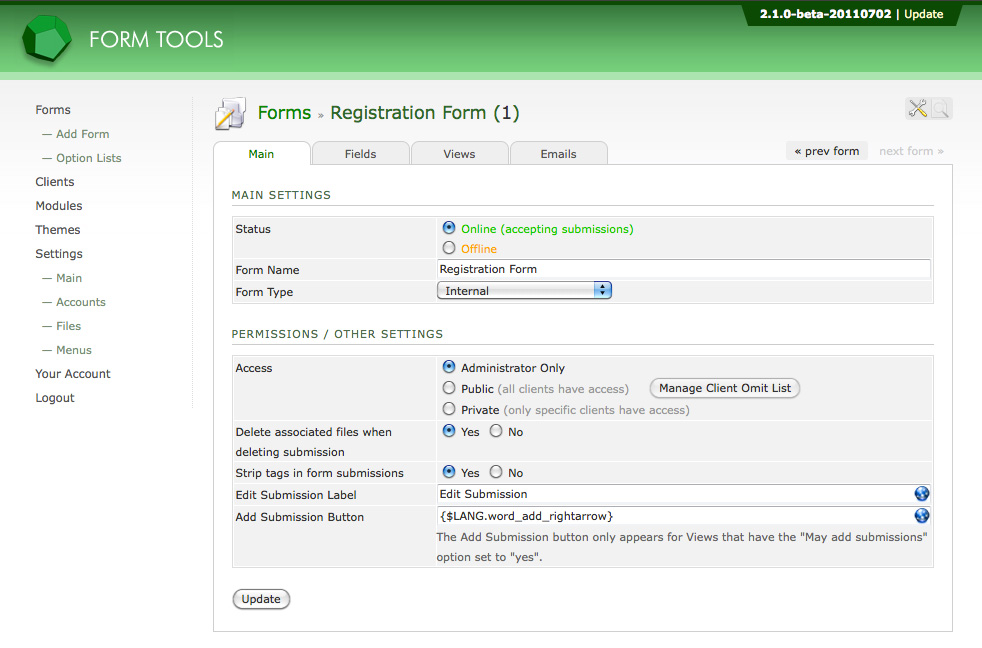 2.1.0-beta-20110702 | Update
FORM TOOLS
Forms
— Add Form
— Option Lists
Clients
Modules
Themes
Settings
— Main
— Accounts
— Files
— Menus
Your Account
Logout
Forms » Registration Form (1)
Main Fields Views Emails
« prev form next form »
MAIN SETTINGS
Status
Online (accepting submissions)
Offline
Form Name Registration Form
Form Type Internal
PERMISSIONS / OTHER SETTINGS
Access
Administrator Only
Public (all clients have access) Manage Client Omit List
Private (only specific clients have access)
Delete associated files when
deleting submission
Yes No
Strip tags in form submissions Yes No
Edit Submission Label Edit Submission
Add Submission Button {$LANG.word_add_rightarrow}
The Add Submission button only appears for Views that have the "May add submissions"
option set to "yes".
Update